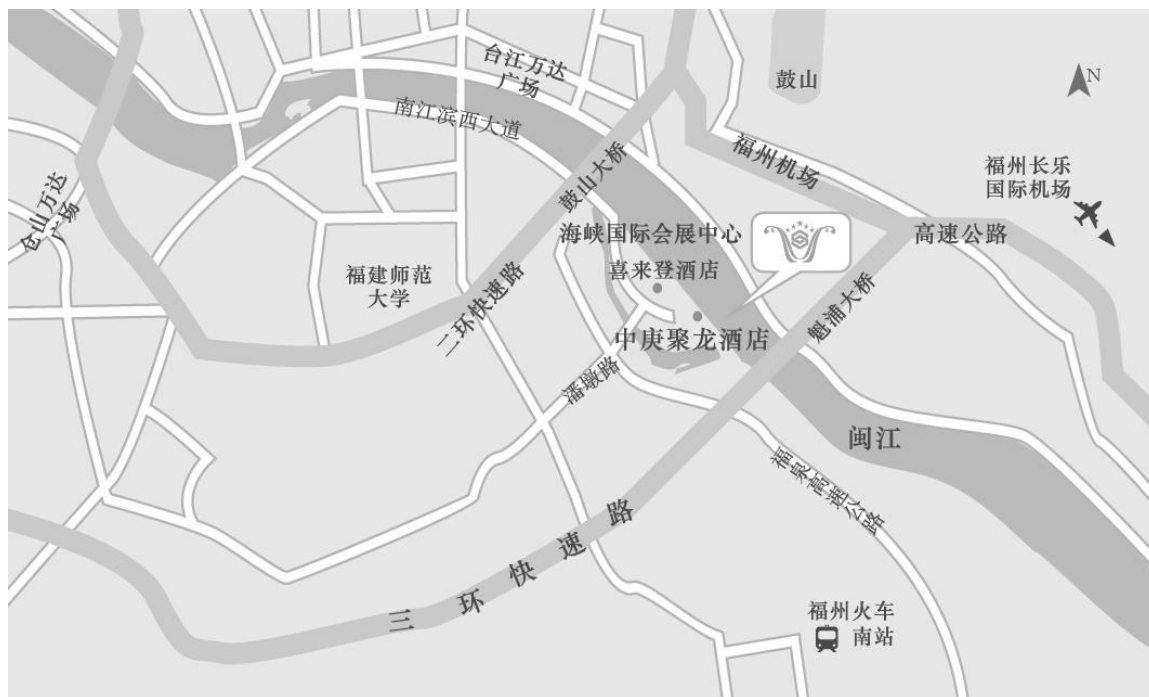 台江万达
广场
鼓山
N
南江滨西大道
福州机场
福州长乐
国际机场
仓山万达
广场
鼓山大桥
海峡国际会展中心
高速公路
福建师范
大学
二环快速路
喜来登酒店
魁浦大桥
中庚聚龙酒店
潘墩路
闽江
福泉高速公路
三环快速路
福州火车
南站